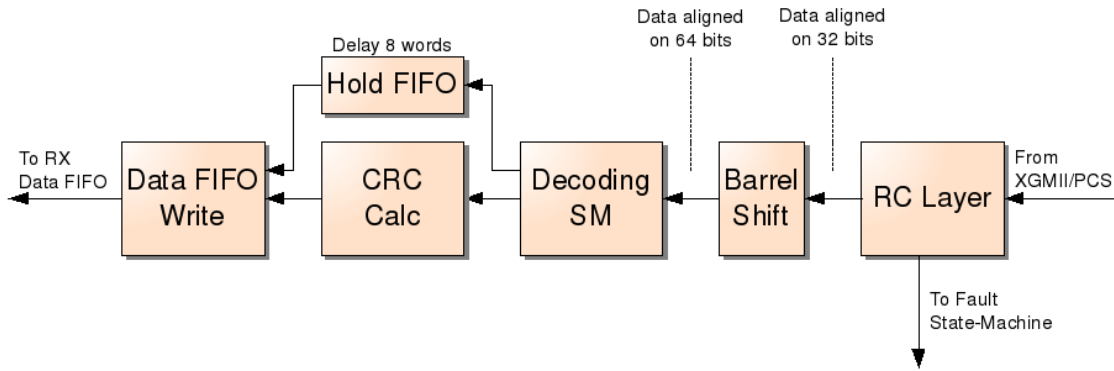 Data aligned
on 64 bits
Data aligned
on 32 bits
Delay 8 words
Hold FIFO
To RX
Data FIFO
Data FIFO
Write
CRC
Calc
Decoding
SM
Barrel
Shift
RC Layer
From
XGMII/PCS
To Fault
State-Machine